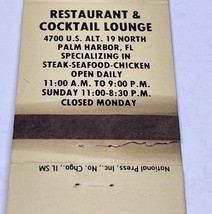 RESTAURANT &
COCKTAIL LOUNGE
4700 U.S. ALT. 19 NORTH
PALM HARBOR, FL
SPECIALIZING IN
STEAK-SEAFOOD-CHICKEN
OPEN DAILY
11:00 A.M. TO 9:00 P.M.
SUNDAY 11:00-8:30 P.M.
CLOSED MONDAY
National Press, Inc., No. Chgo., IL SM